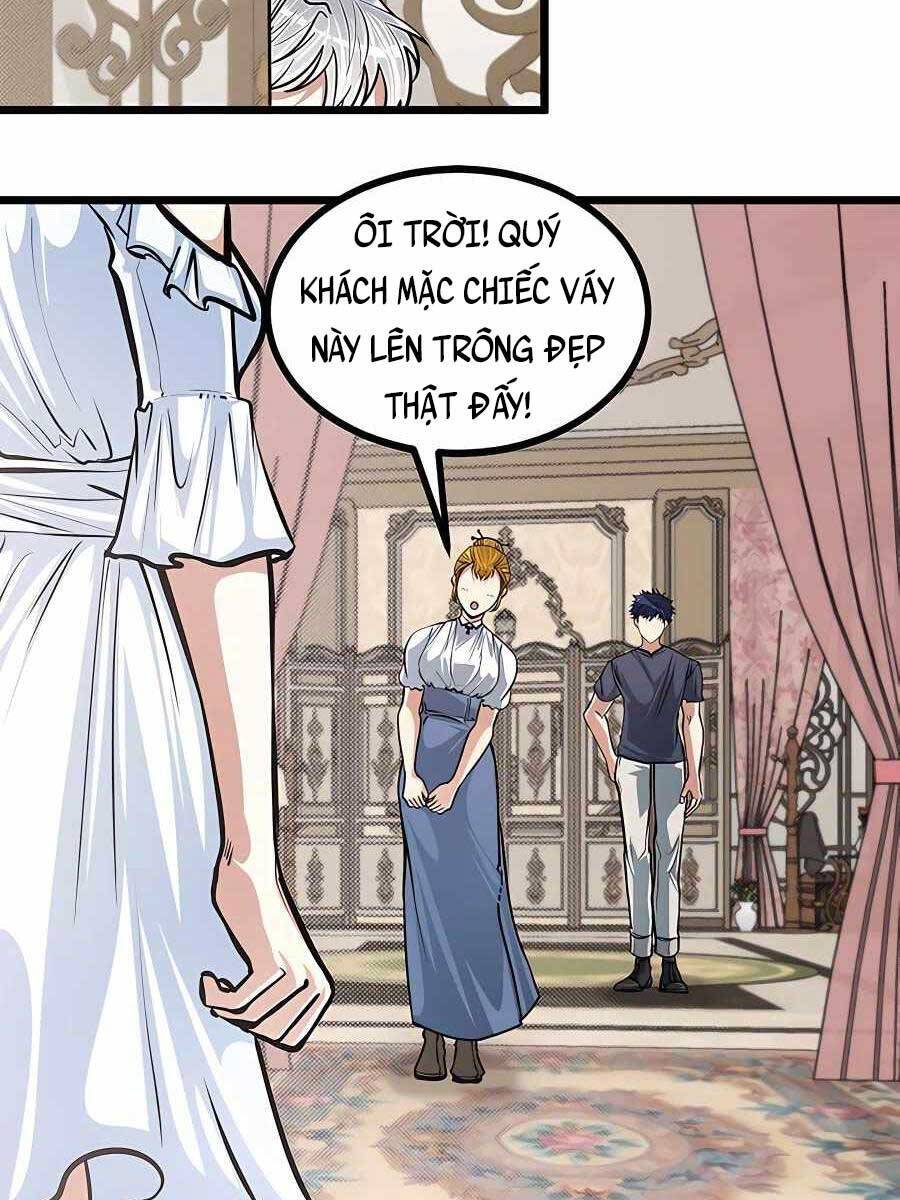 ÔI TRỜI! QUÝ
KHÁCH MẶC CHIẾC VÁY
NÀY LÊN TRÔNG ĐẸP
THẬT ĐẤY!